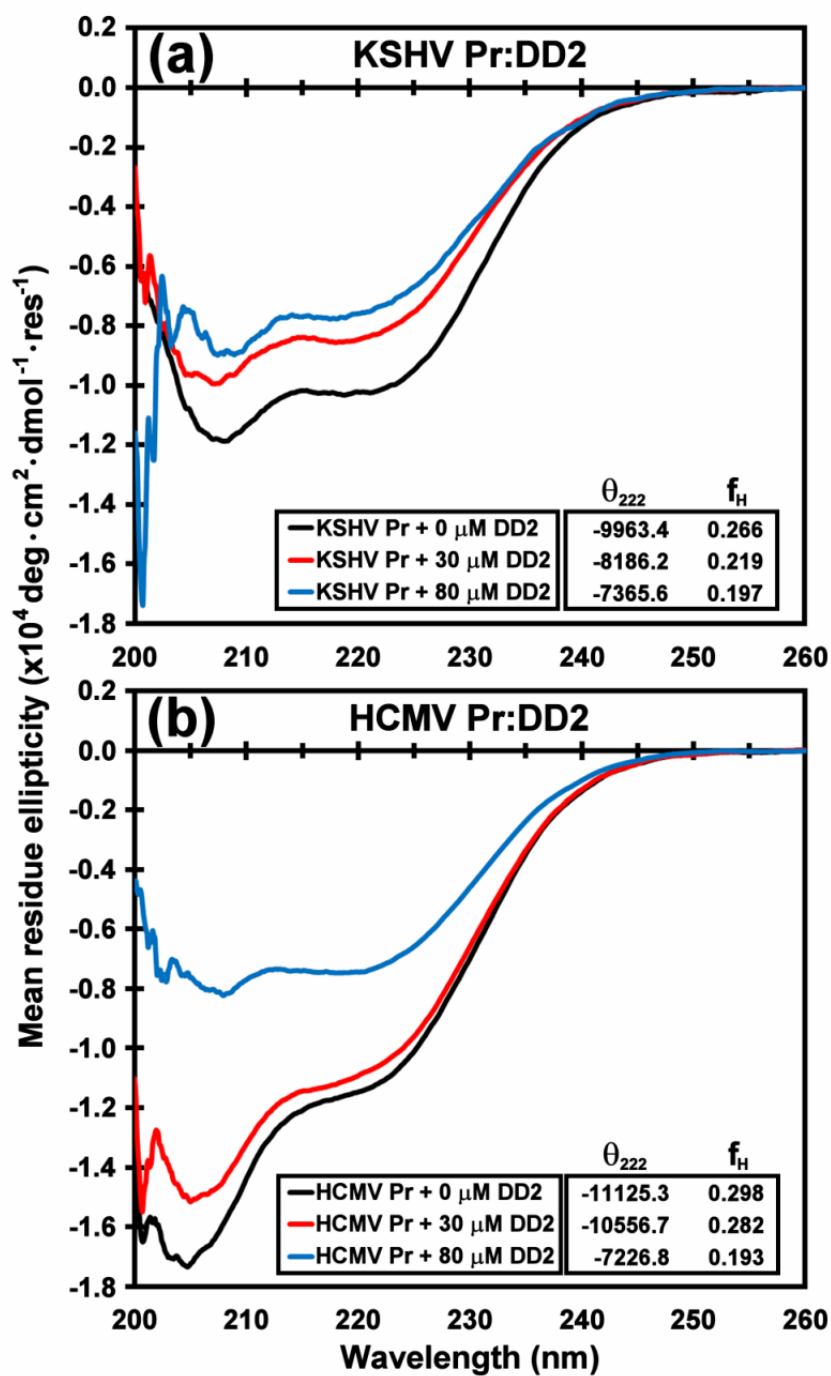 (a) KSHV Pr:DD2
0.2
0.0
-0.2
-0.4
-0.6
-0.8
-1.0
-1.2
-1.4
-1.6
-1.8
θ222 fH
KSHV Pr + 0 μM DD2 -9963.4 0.266
KSHV Pr + 30 μM DD2 -8186.2 0.219
KSHV Pr + 80 μM DD2 -7365.6 0.197
200 210 220 230 240 250 260
Mean residue ellipticity (x10⁴ deg·cm²·dmol⁻¹·res⁻¹)
(b) HCMV Pr:DD2
0.2
0.0
-0.2
-0.4
-0.6
-0.8
-1.0
-1.2
-1.4
-1.6
-1.8
θ222 fH
HCMV Pr + 0 μM DD2 -11125.3 0.298
HCMV Pr + 30 μM DD2 -10556.7 0.282
HCMV Pr + 80 μM DD2 -7226.8 0.193
200 210 220 230 240 250 260
Wavelength (nm)